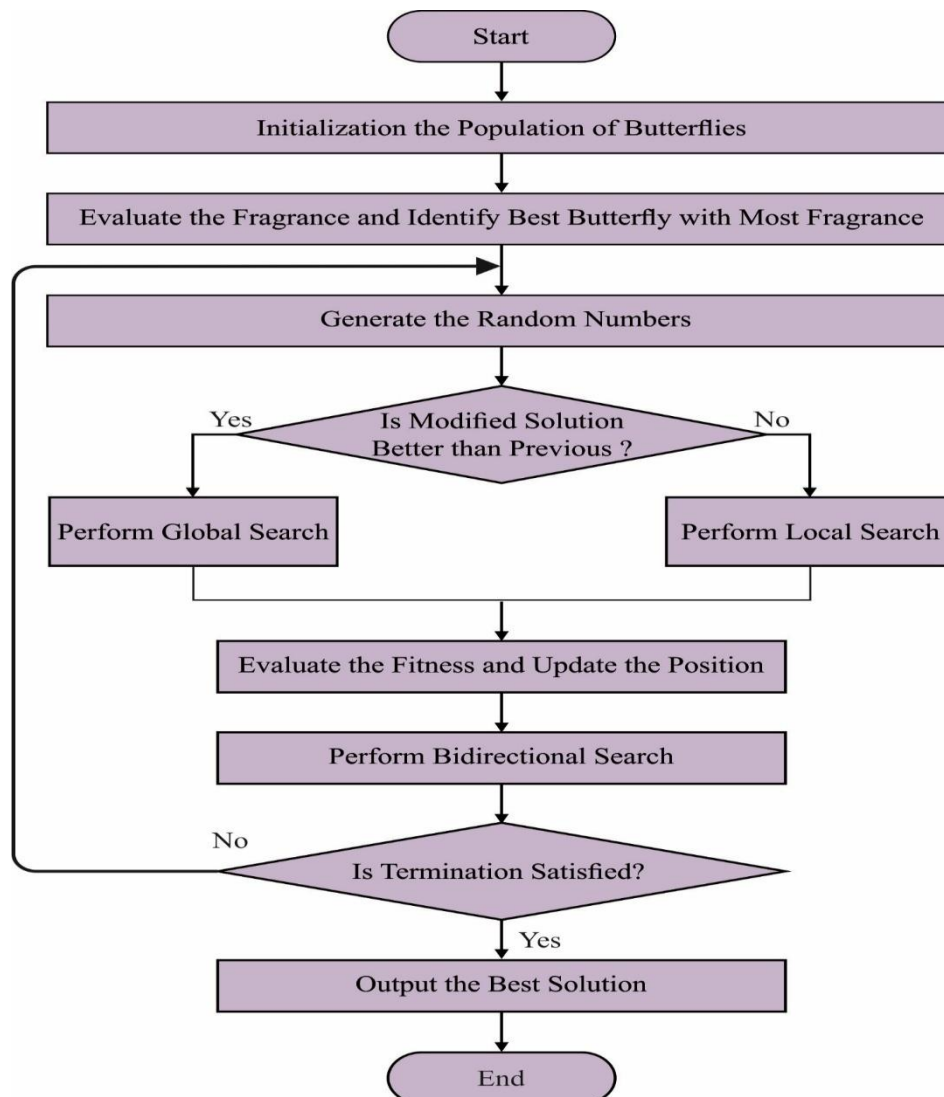 Start
Initialization the Population of Butterflies
Evaluate the Fragrance and Identify Best Butterfly with Most Fragrance
Generate the Random Numbers
Yes
Is Modified Solution
Better than Previous ?
No
Perform Global Search
Perform Local Search
Evaluate the Fitness and Update the Position
Perform Bidirectional Search
No
Is Termination Satisfied?
Yes
Output the Best Solution
End